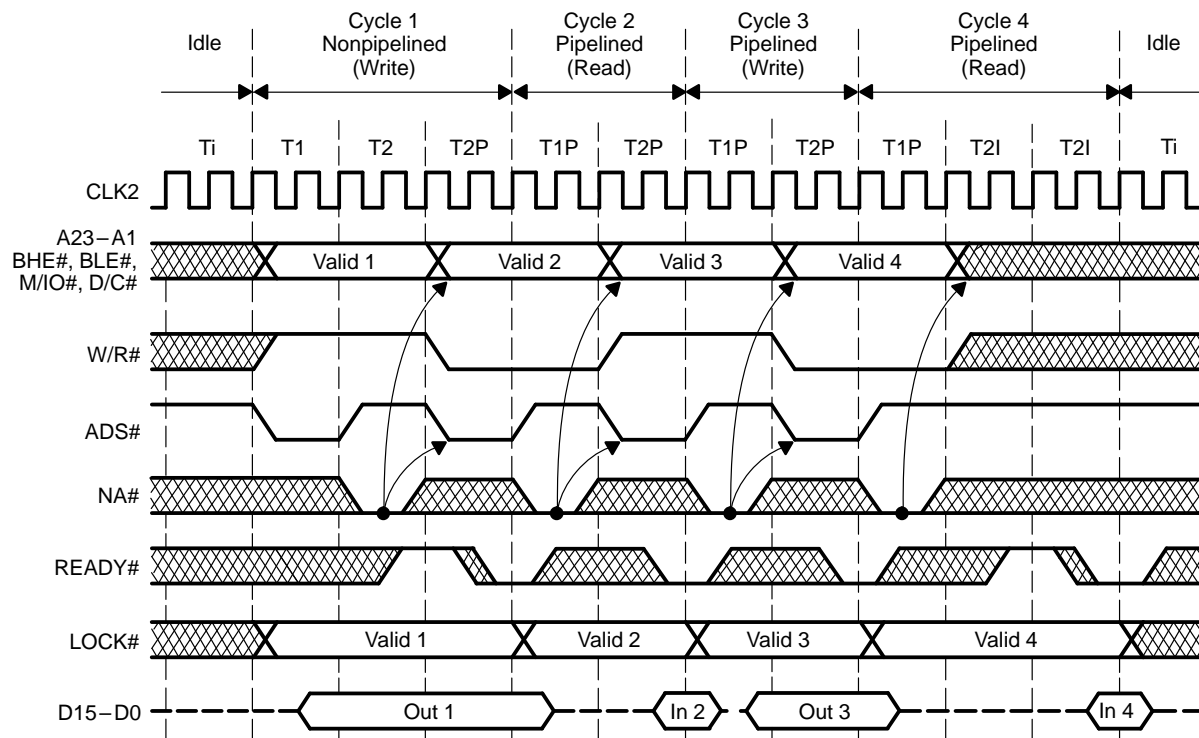 Idle
Cycle 1
Nonpipelined
(Write)
Cycle 2
Pipelined
(Read)
Cycle 3
Pipelined
(Write)
Cycle 4
Pipelined
(Read)
Idle
Ti T1 T2 T2P T1P T2P T1P T2P T1P T2I T2I Ti
CLK2
A23–A1
BHE#, BLE#,
M/IO#, D/C#
Valid 1 Valid 2 Valid 3 Valid 4
W/R#
ADS#
NA#
READY#
LOCK# Valid 1 Valid 2 Valid 3 Valid 4
D15–D0 Out 1 In 2 Out 3 In 4